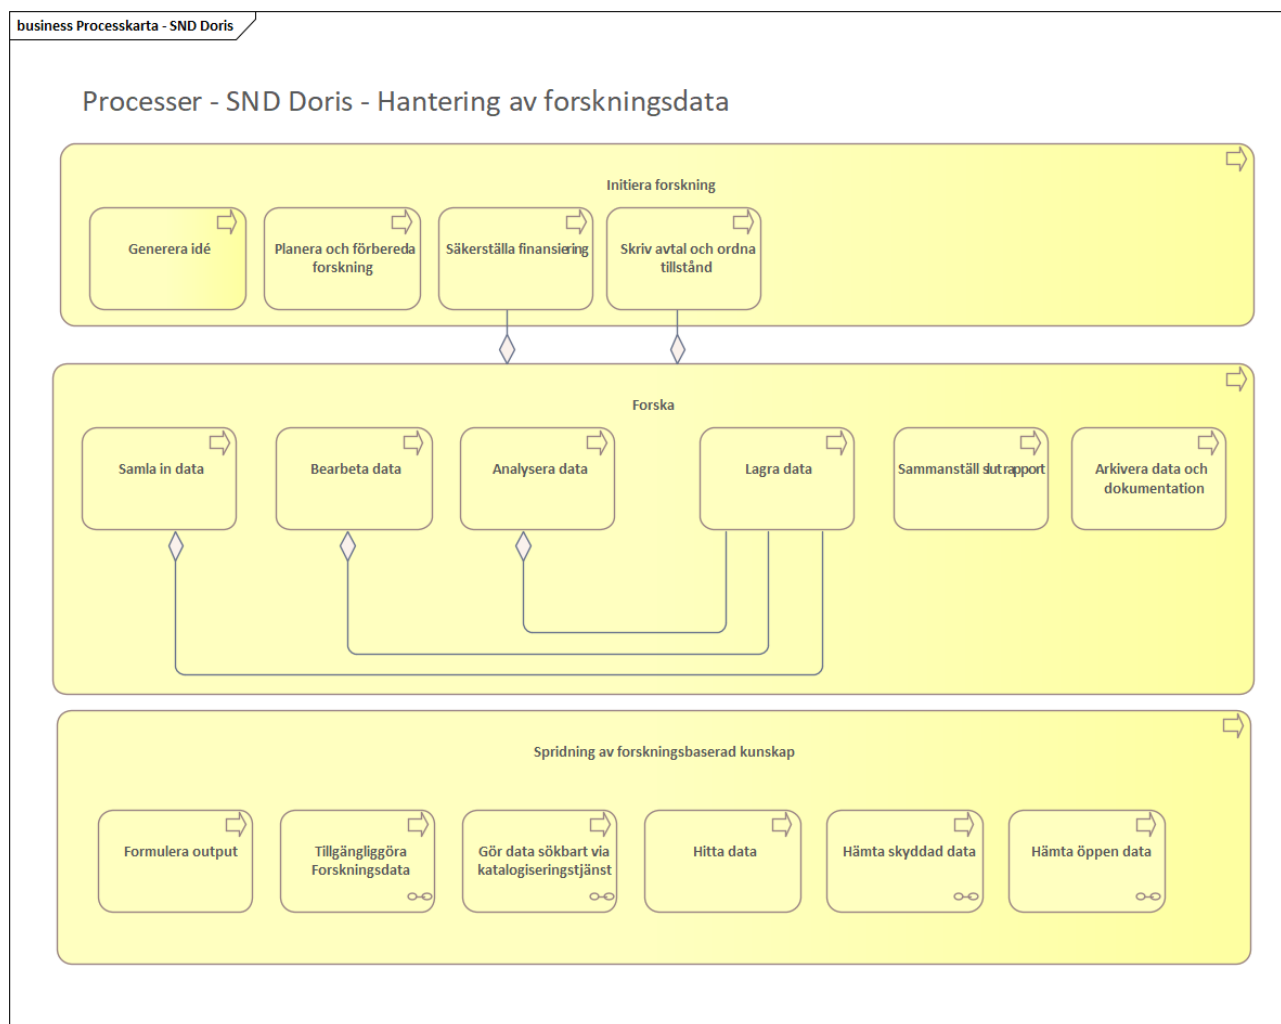 business Processkarta - SND Doris
Processer - SND Doris - Hantering av forskningsdata
Initiera forskning
Generera idé
Planera och förbereda
forskning
Säkerställa finansiering
Skriv avtal och ordna
tillstånd
Forska
Samla in data
Bearbeta data
Analysera data
Lagra data
Sammanställ slutrapport
Arkivera data och
dokumentation
Spridning av forskningsbaserad kunskap
Formulera output
Tillgängliggöra
Forskningsdata
Gör data sökbart via
katalogiseringstjänst
Hitta data
Hämta skyddad data
Hämta öppen data